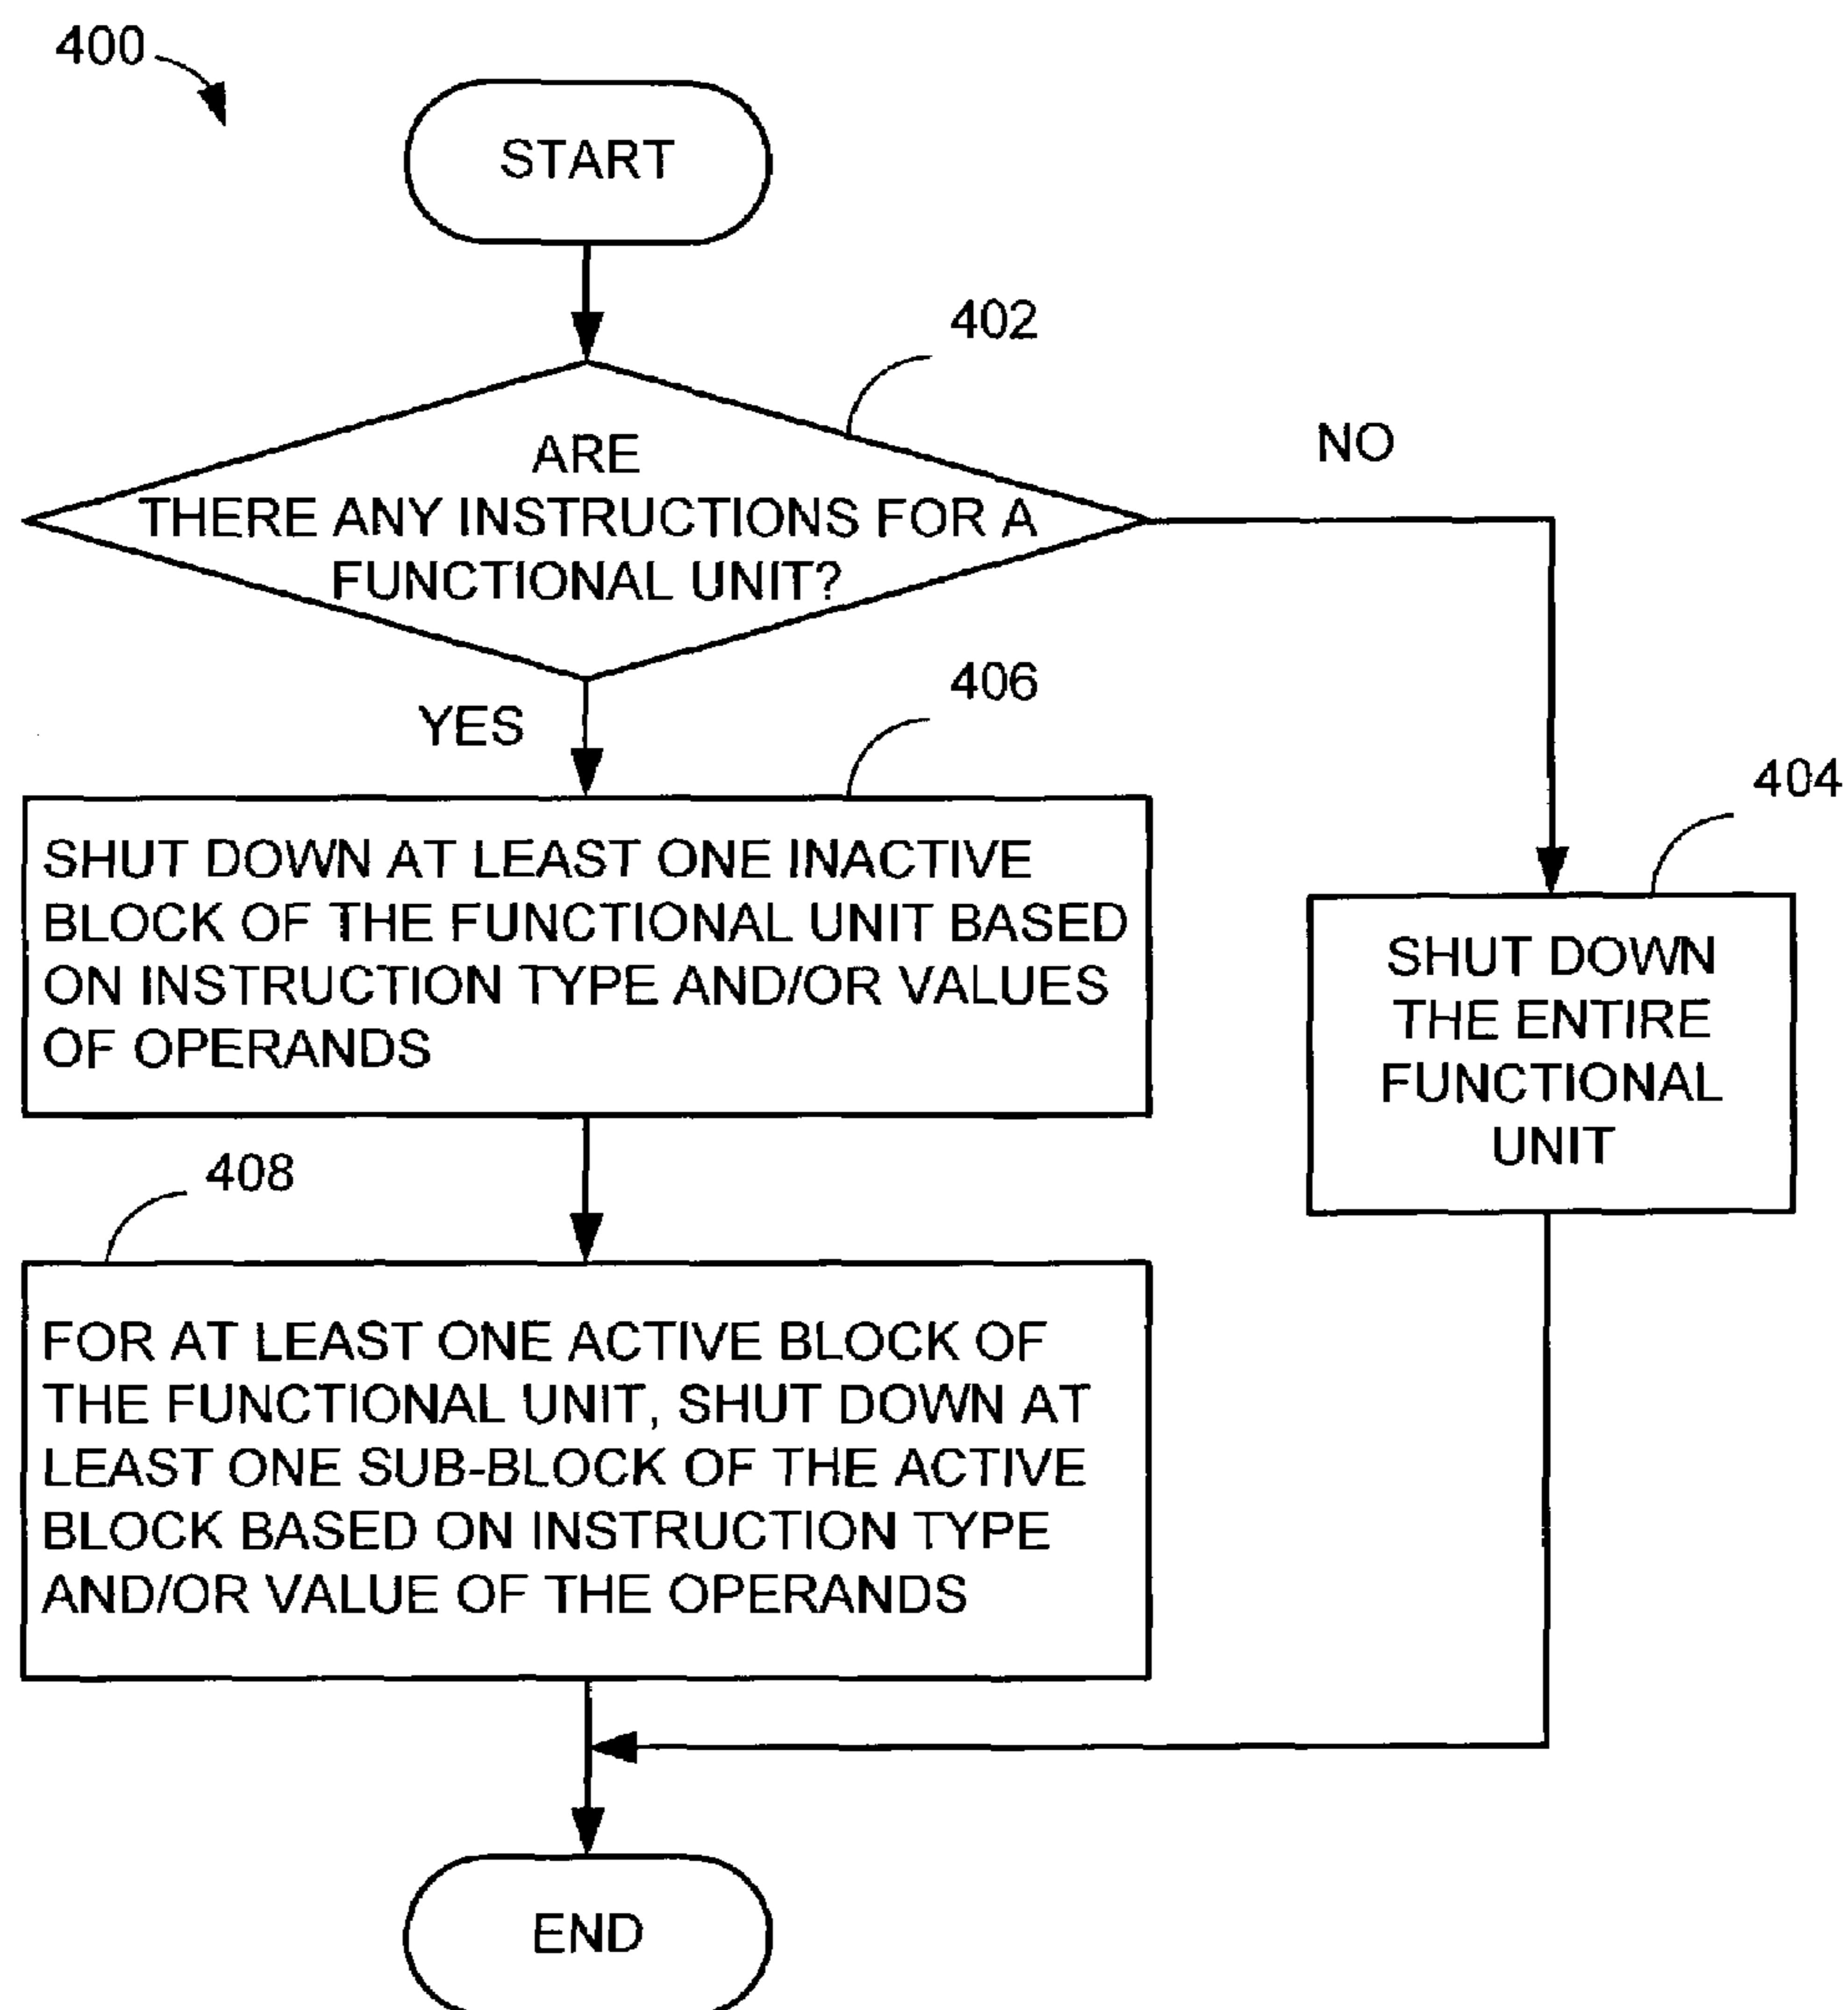 400
START
402
ARE
THERE ANY INSTRUCTIONS FOR A
FUNCTIONAL UNIT?
NO
YES
406
SHUT DOWN AT LEAST ONE INACTIVE
BLOCK OF THE FUNCTIONAL UNIT BASED
ON INSTRUCTION TYPE AND/OR VALUES
OF OPERANDS
404
SHUT DOWN
THE ENTIRE
FUNCTIONAL
UNIT
408
FOR AT LEAST ONE ACTIVE BLOCK OF
THE FUNCTIONAL UNIT, SHUT DOWN AT
LEAST ONE SUB-BLOCK OF THE ACTIVE
BLOCK BASED ON INSTRUCTION TYPE
AND/OR VALUE OF THE OPERANDS
END